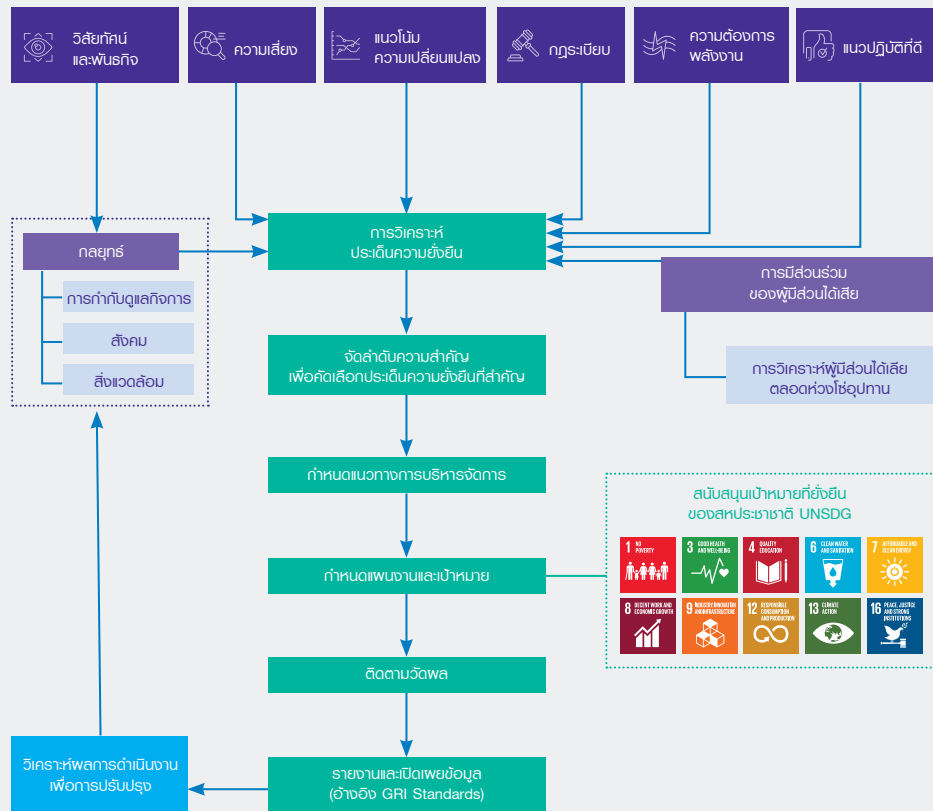 วิสัยทัศน์
และพันธกิจ
ความเสี่ยง
แนวโน้ม
ความเปลี่ยนแปลง
กฎระเบียบ
ความต้องการ
พลังงาน
แนวปฏิบัติที่ดี
กลยุทธ์
การกำกับดูแลกิจการ
สังคม
สิ่งแวดล้อม
การวิเคราะห์
ประเด็นความยั่งยืน
การมีส่วนร่วม
ของผู้มีส่วนได้เสีย
การวิเคราะห์ผู้มีส่วนได้เสีย
ตลอดห่วงโซ่อุปทาน
จัดลำดับความสำคัญ
เพื่อคัดเลือกประเด็นความยั่งยืนที่สำคัญ
กำหนดแนวทางการบริหารจัดการ
กำหนดแผนงานและเป้าหมาย
สนับสนุนเป้าหมายที่ยั่งยืน
ของสหประชาชาติ UNSDG
1 NO
POVERTY
3 GOOD HEALTH
AND WELL-BEING
4 QUALITY
EDUCATION
6 CLEAN WATER
AND SANITATION
7 AFFORDABLE AND
CLEAN ENERGY
8 DECENT WORK AND
ECONOMIC GROWTH
9 INDUSTRY, INNOVATION
AND INFRASTRUCTURE
12 RESPONSIBLE
CONSUMPTION
AND PRODUCTION
13 CLIMATE
ACTION
16 PEACE, JUSTICE
AND STRONG
INSTITUTIONS
ติดตามวัดผล
รายงานและเปิดเผยข้อมูล
(อ้างอิง GRI Standards)
วิเคราะห์ผลการดำเนินงาน
เพื่อการปรับปรุง